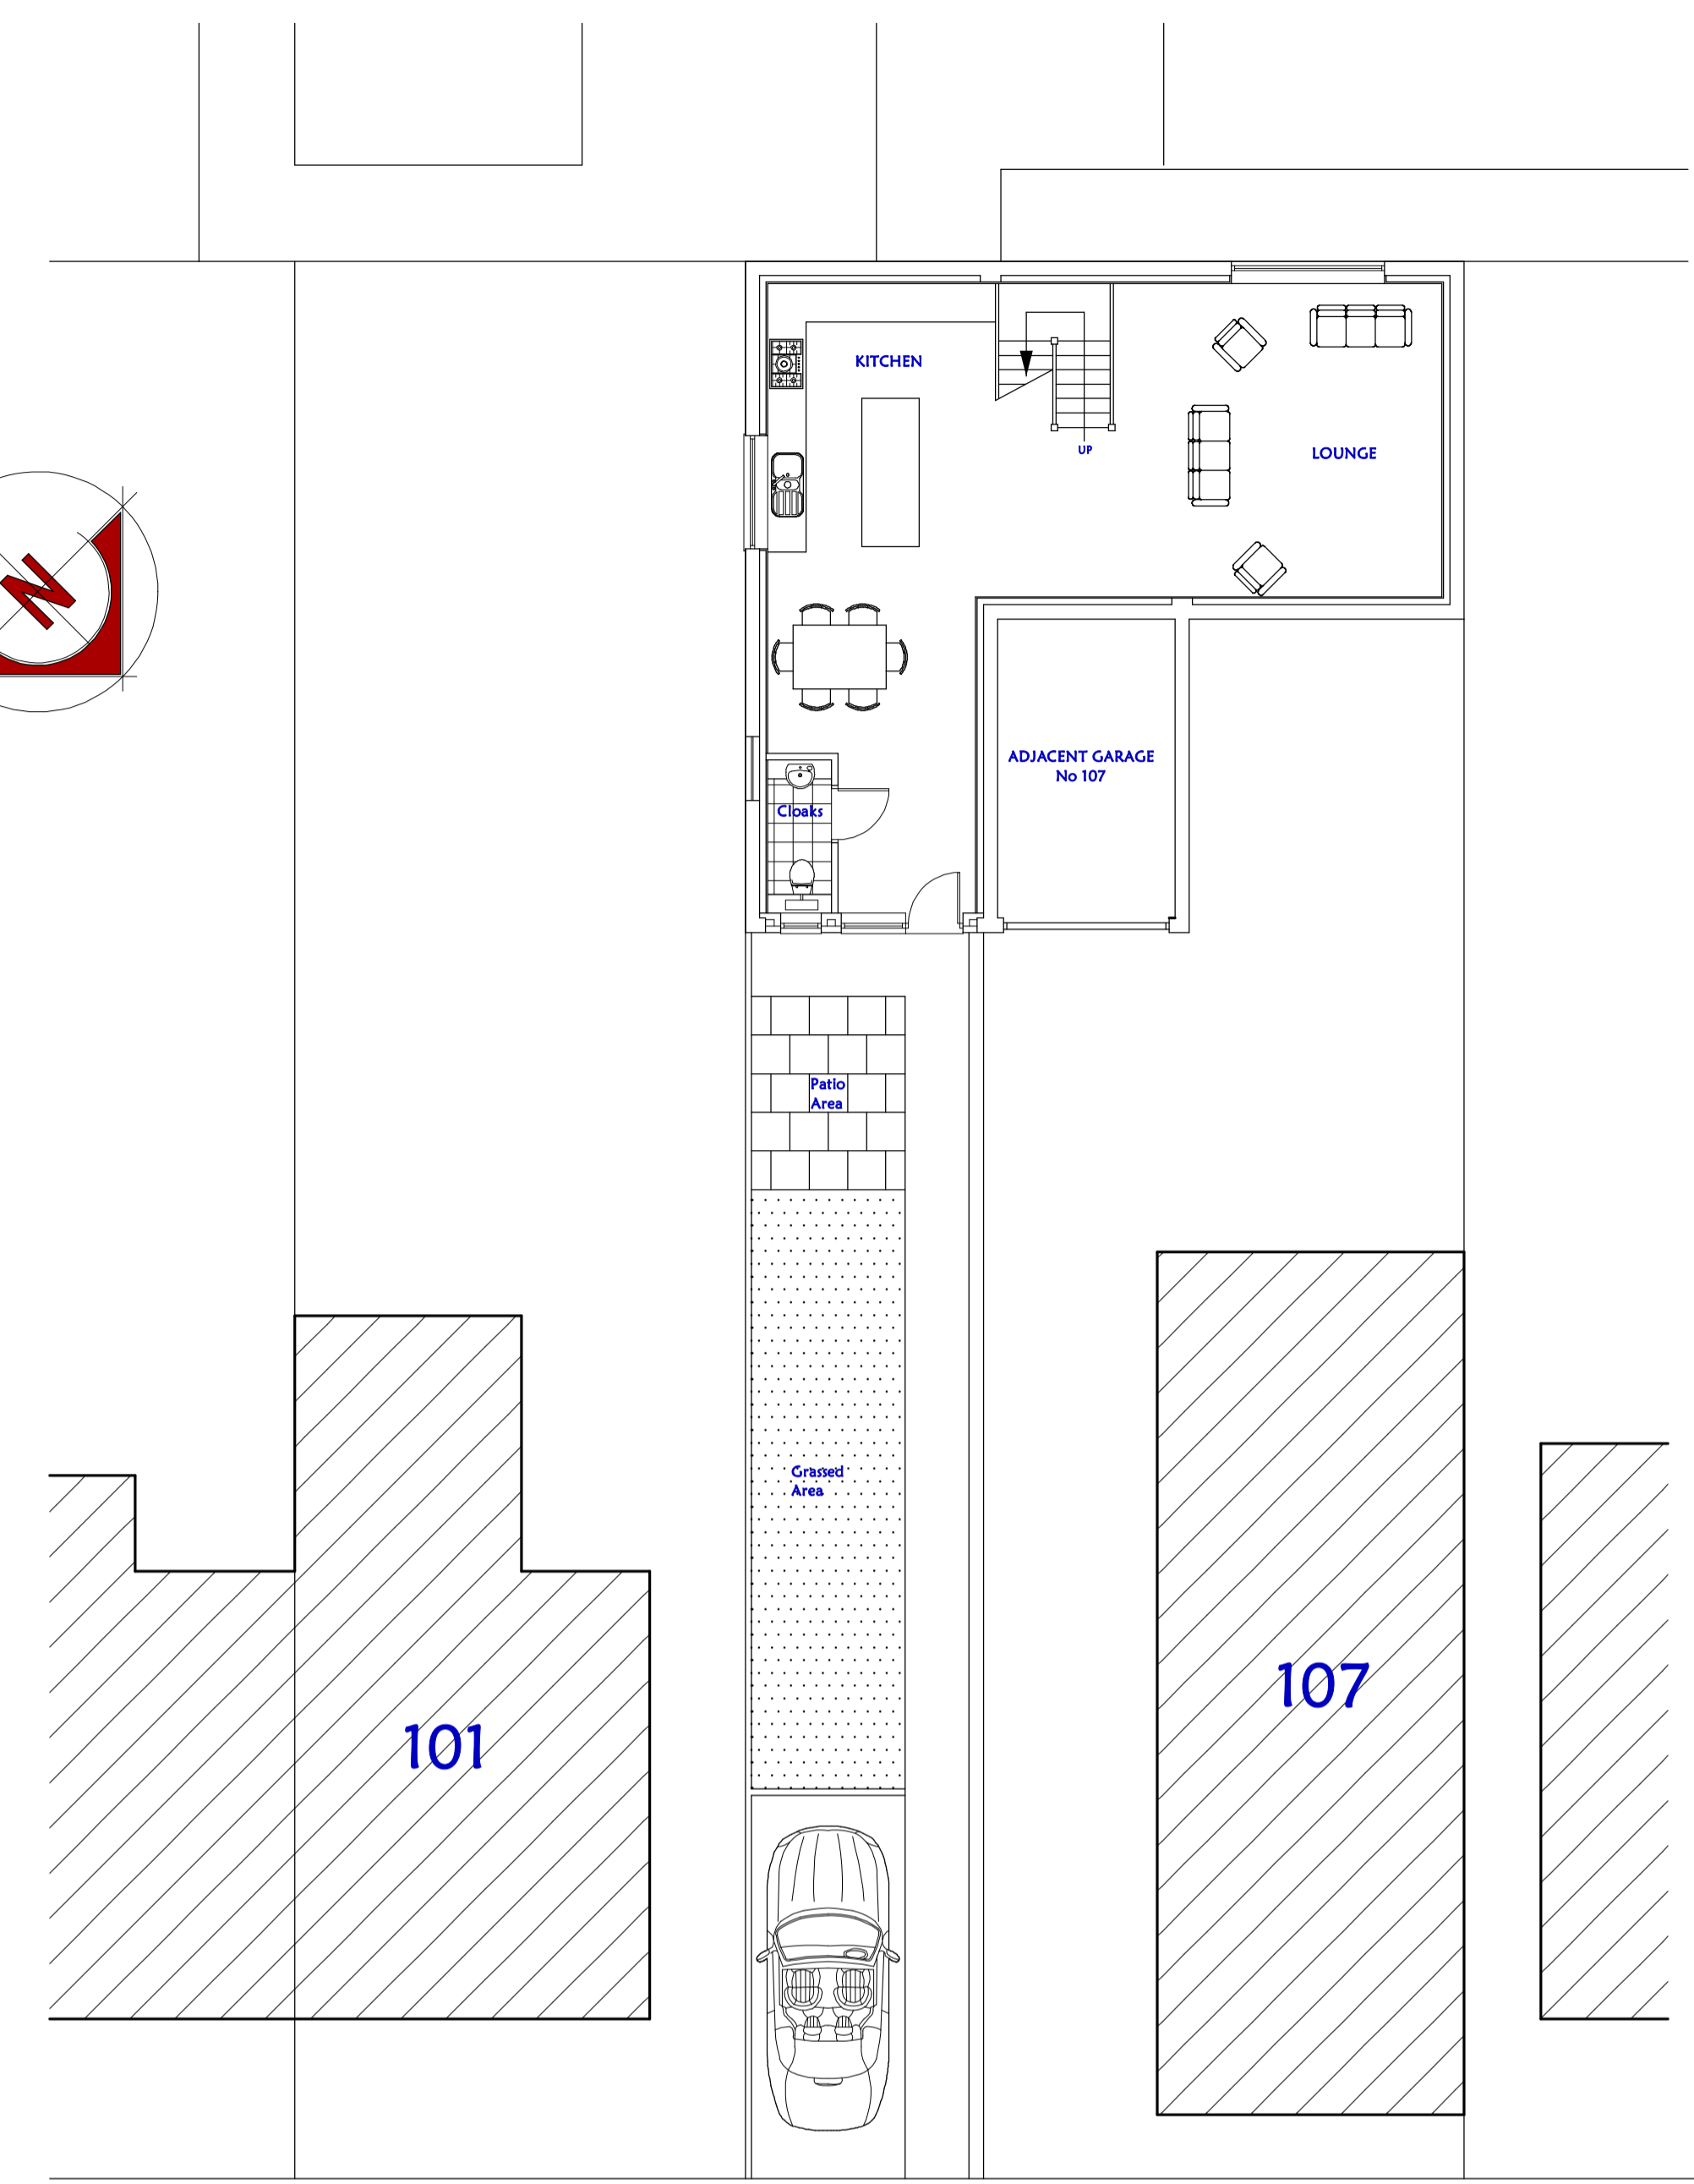 KITCHEN
UP
LOUNGE
N
ADJACENT GARAGE
No 107
Cloaks
Patio
Area
Grassed
Area
107
101